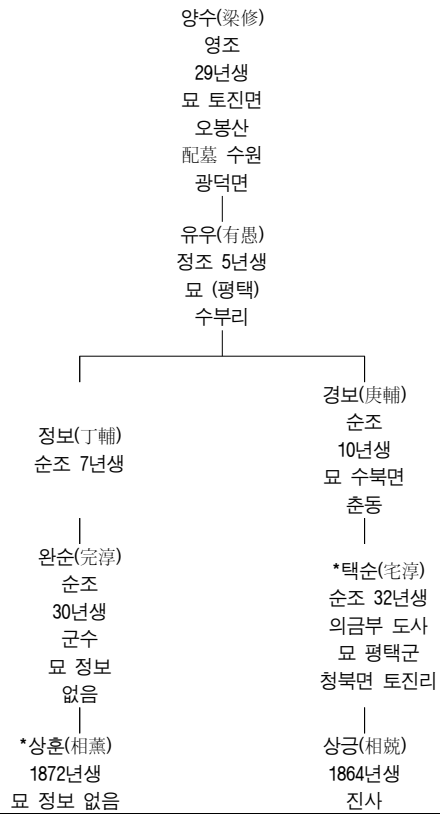 양수(梁修)
영조
29년생
묘 토진면
오봉산
配墓 수원
광덕면
유우(有愚)
정조 5년생
묘 (평택)
수부리
정보(丁輔)
순조 7년생
경보(庚輔)
순조
10년생
묘 수북면
춘동
완순(完淳)
순조
30년생
군수
묘 정보
없음
*택순(宅淳)
순조 32년생
의금부 도사
묘 평택군
청북면 토진리
*상훈(相薰)
1872년생
묘 정보 없음
상긍(相兢)
1864년생
진사